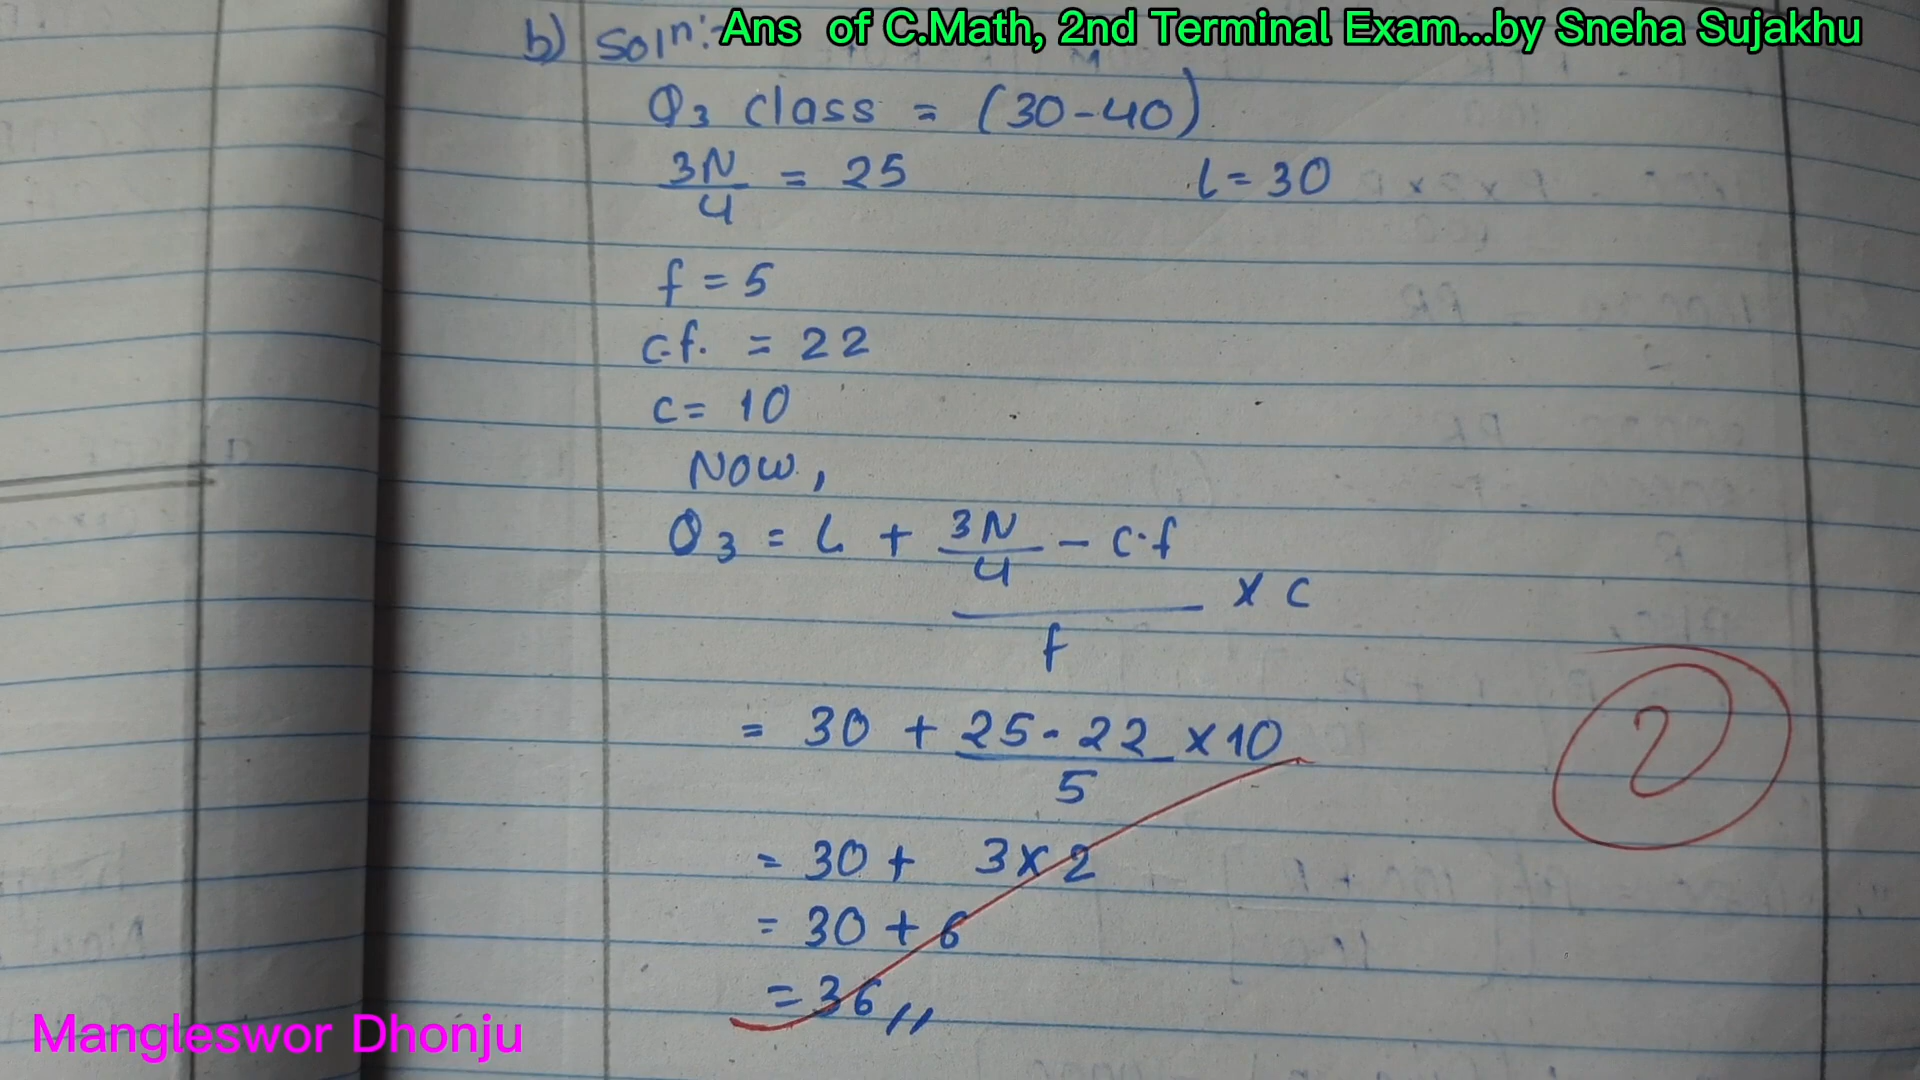 Ans of C.Math, 2nd Terminal Exam...by Sneha Sujakhu
b) Soln:-
Q3 class = (30-40)
3N/4 = 25 l = 30
f = 5
c.f. = 22
c = 10
Now,
Q3 = L + (3N/4 - c.f)/f × c
= 30 + (25-22)/5 × 10
= 30 + 3×2
= 30 + 6
= 36,,
2
Mangleswor Dhonju